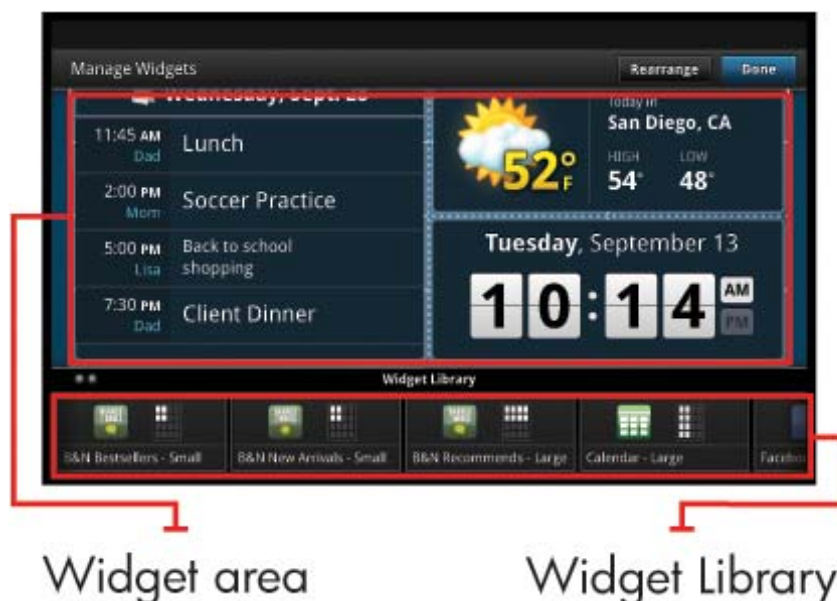 Manage Widgets
Rearrange
Done
Wednesday, Sept. 28
11:45 AM
Dad
Lunch
2:00 PM
Mom
Soccer Practice
5:00 PM
Lisa
Back to school
shopping
7:30 PM
Dad
Client Dinner
52°F
Today in
San Diego, CA
HIGH LOW
54° 48°
Tuesday, September 13
10:14
AM
PM
Widget Library
B&N Bestsellers - Small
B&N New Arrivals - Small
B&N Recommends - Large
Calendar - Large
Widget area
Widget Library